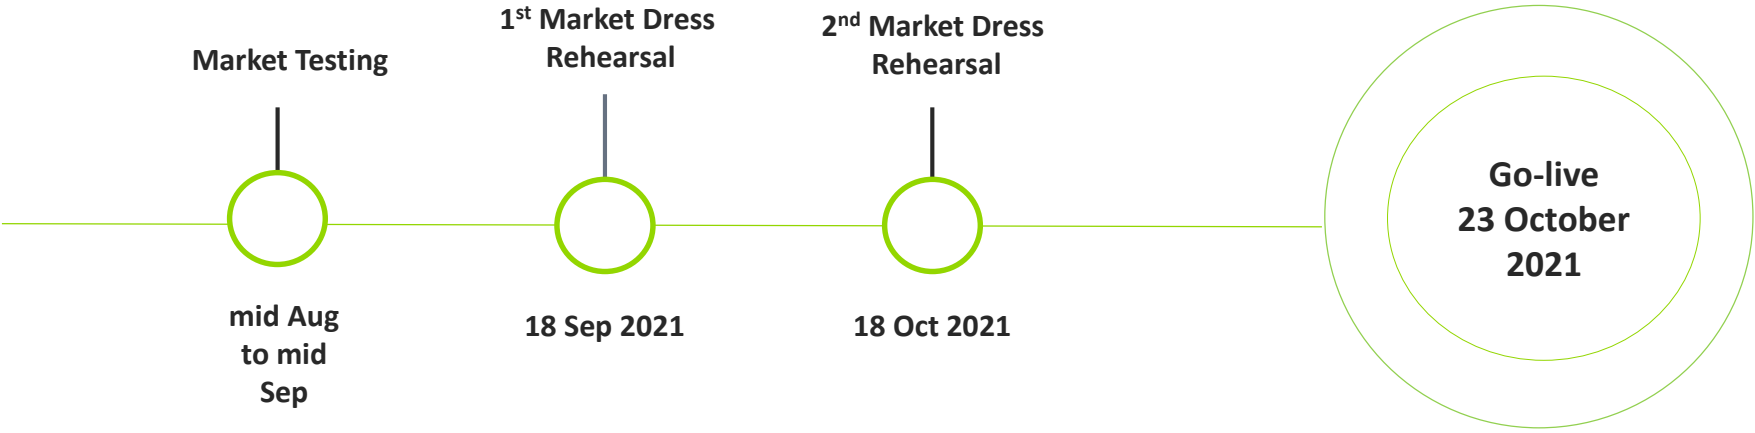 Market Testing
mid Aug
to mid
Sep
1st Market Dress
Rehearsal
18 Sep 2021
2nd Market Dress
Rehearsal
18 Oct 2021
Go-live
23 October
2021